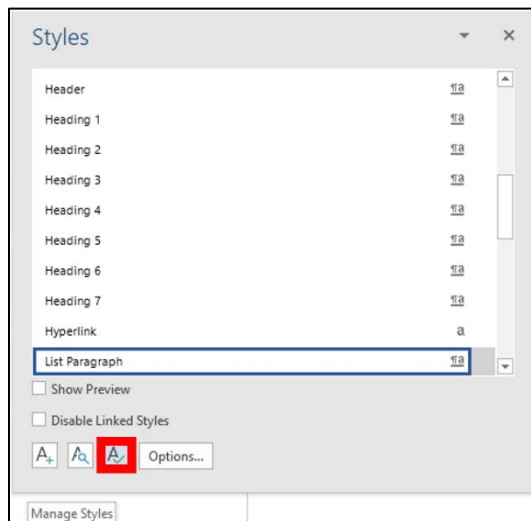 Styles
Header ¶a
Heading 1 ¶a
Heading 2 ¶a
Heading 3 ¶a
Heading 4 ¶a
Heading 5 ¶a
Heading 6 ¶a
Heading 7 ¶a
Hyperlink a
List Paragraph ¶a
Show Preview
Disable Linked Styles
A+ A A Options...
Manage Styles